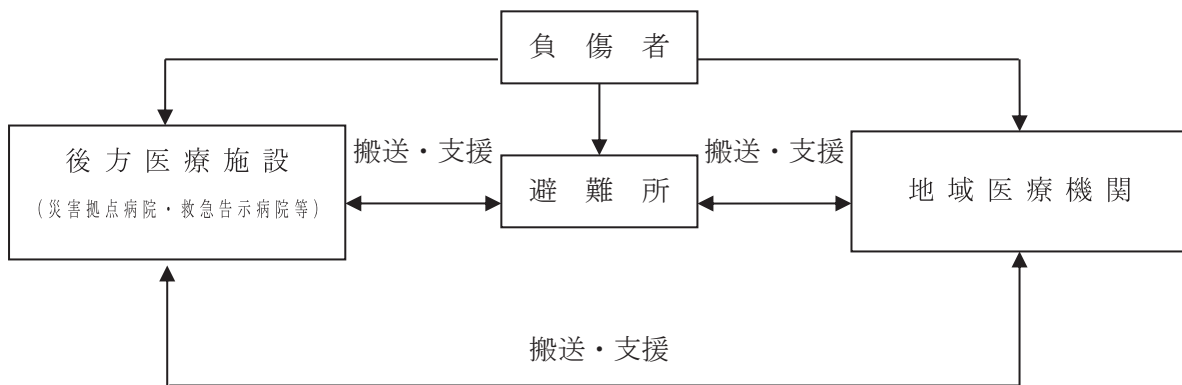 負傷者
搬送・支援
搬送・支援
後方医療施設
(災害拠点病院・救急告示病院等)
避難所
地域医療機関
搬送・支援